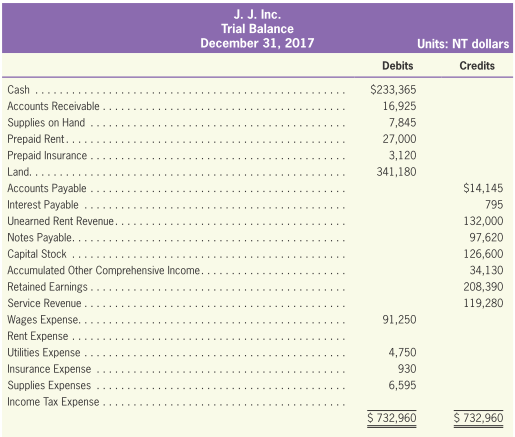 J. J. Inc.
Trial Balance
December 31, 2017
Units: NT dollars
Debits Credits
Cash $233,365
Accounts Receivable 16,925
Supplies on Hand 7,845
Prepaid Rent 27,000
Prepaid Insurance 3,120
Land 341,180
Accounts Payable $14,145
Interest Payable 795
Unearned Rent Revenue 132,000
Notes Payable 97,620
Capital Stock 126,600
Accumulated Other Comprehensive Income 34,130
Retained Earnings 208,390
Service Revenue 119,280
Wages Expense 91,250
Rent Expense
Utilities Expense 4,750
Insurance Expense 930
Supplies Expenses 6,595
Income Tax Expense
$ 732,960 $ 732,960